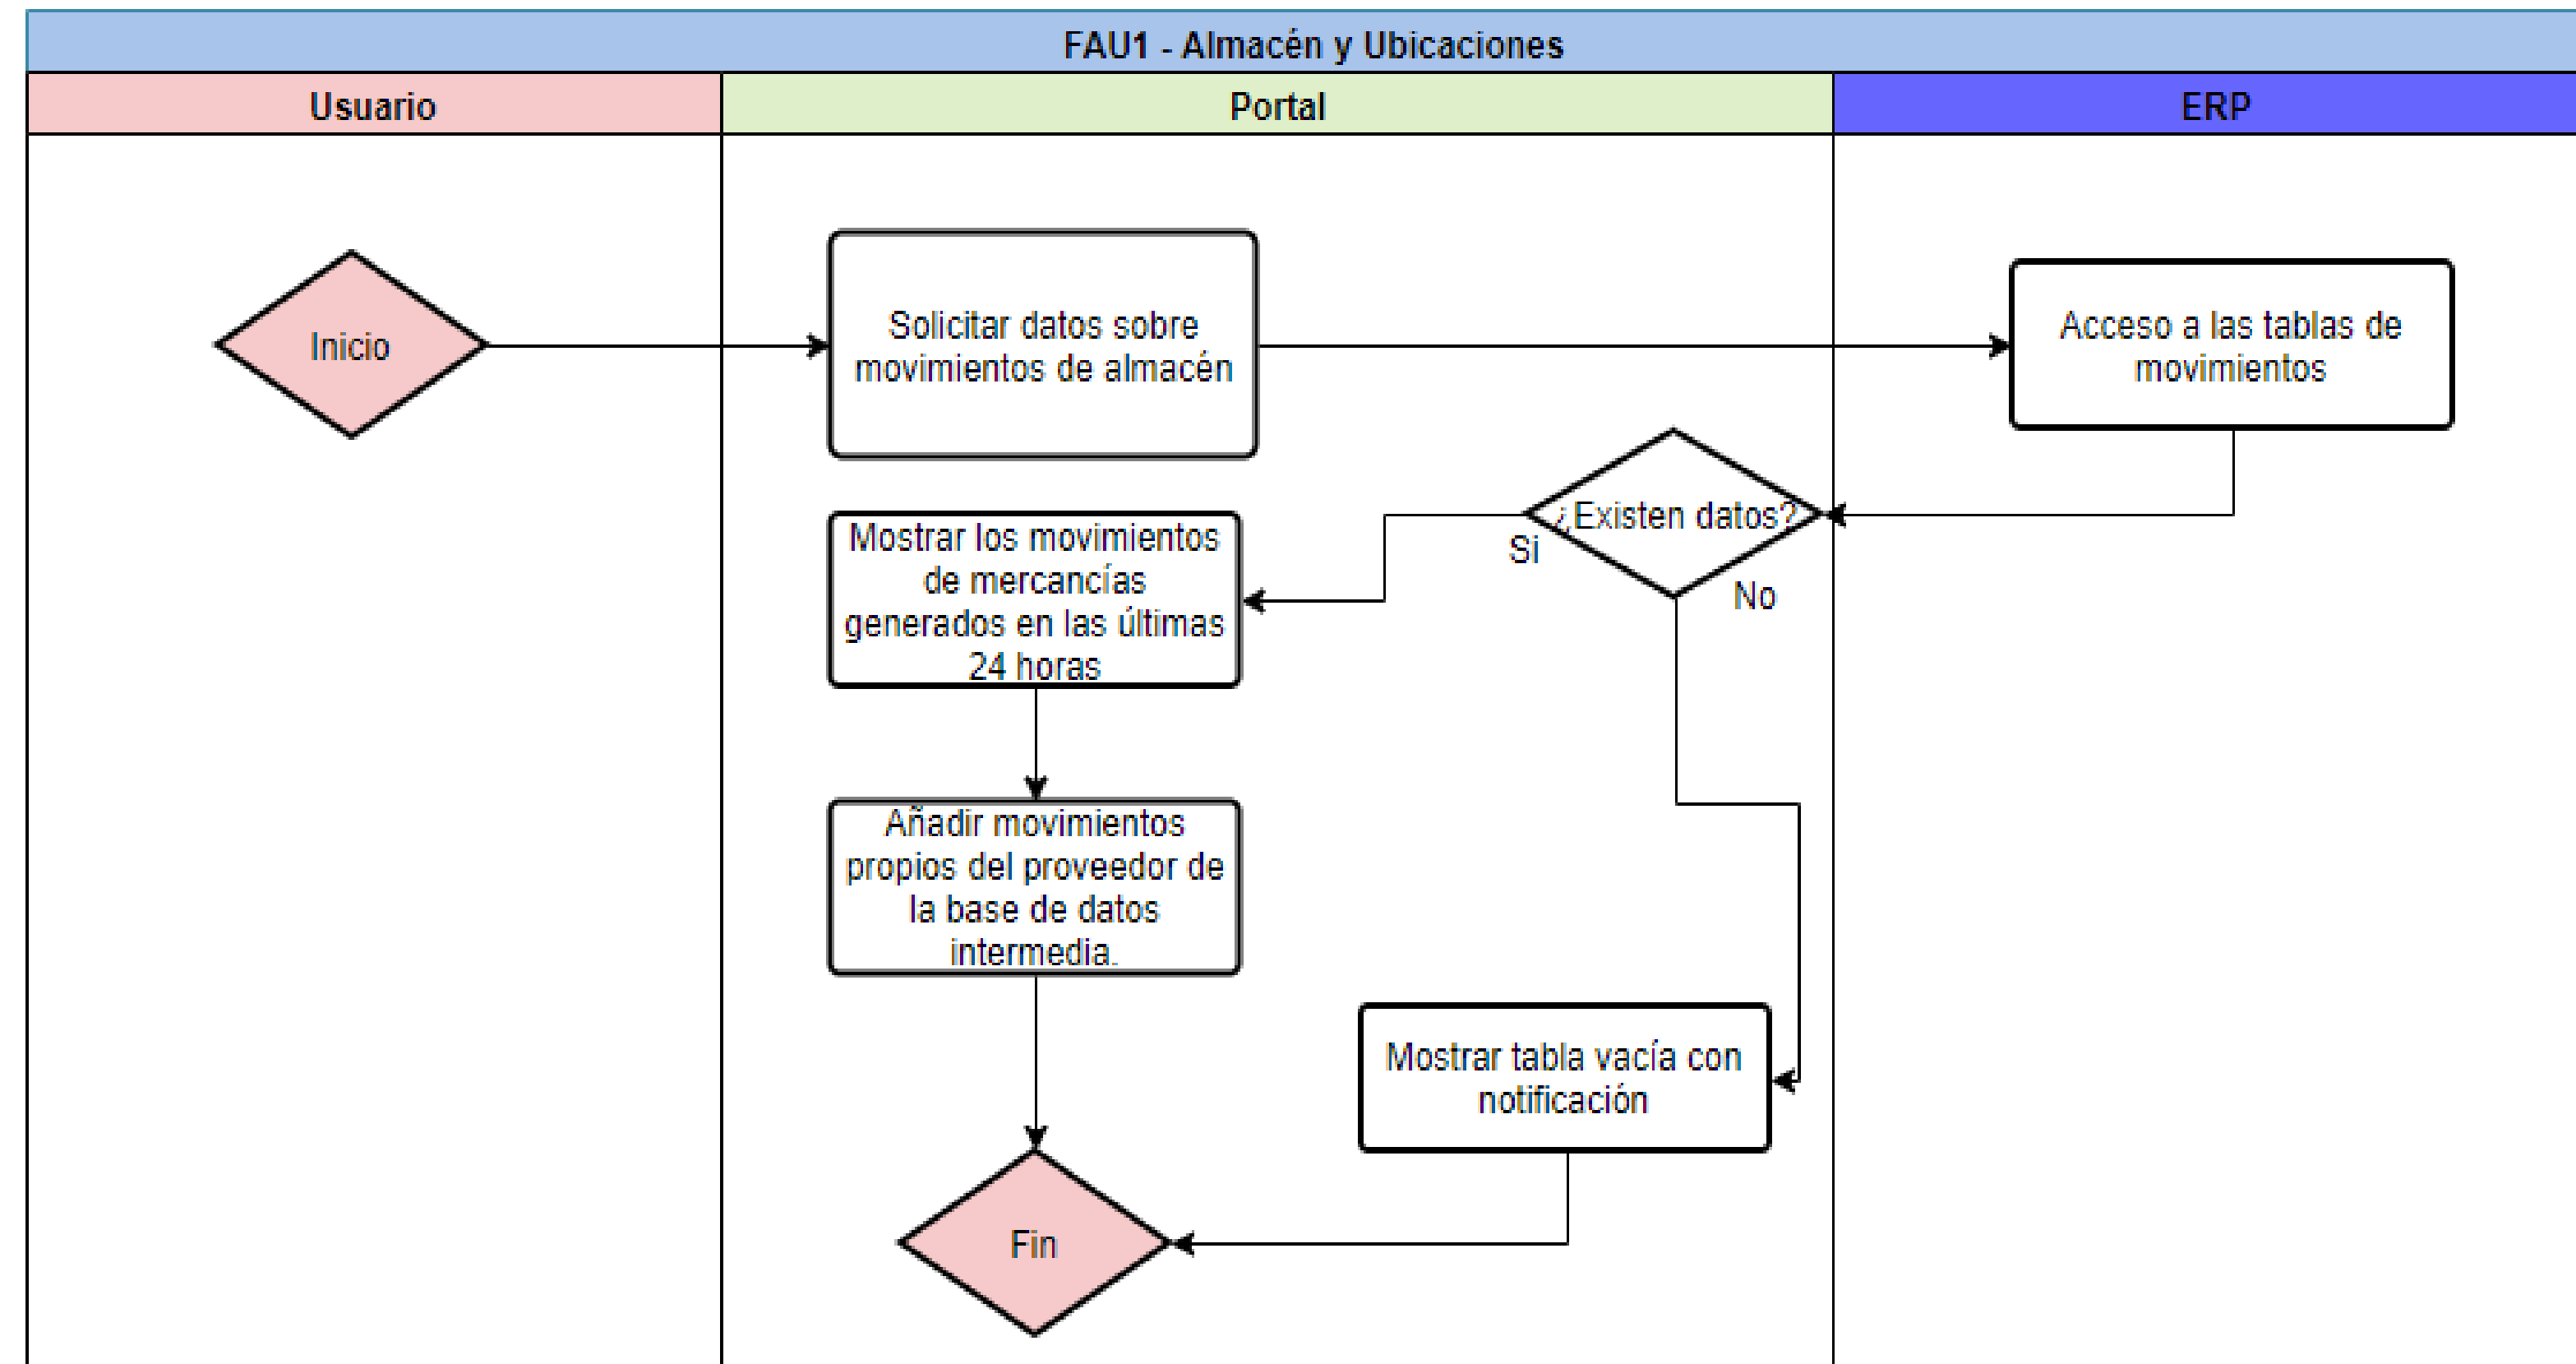 FAU1 - Almacén y Ubicaciones
Usuario
Portal
ERP
Inicio
Solicitar datos sobre
movimientos de almacén
Acceso a las tablas de
movimientos
¿Existen datos?
Si
No
Mostrar los movimientos
de mercancías
generados en las últimas
24 horas
Añadir movimientos
propios del proveedor de
la base de datos
intermedia.
Mostrar tabla vacía con
notificación
Fin